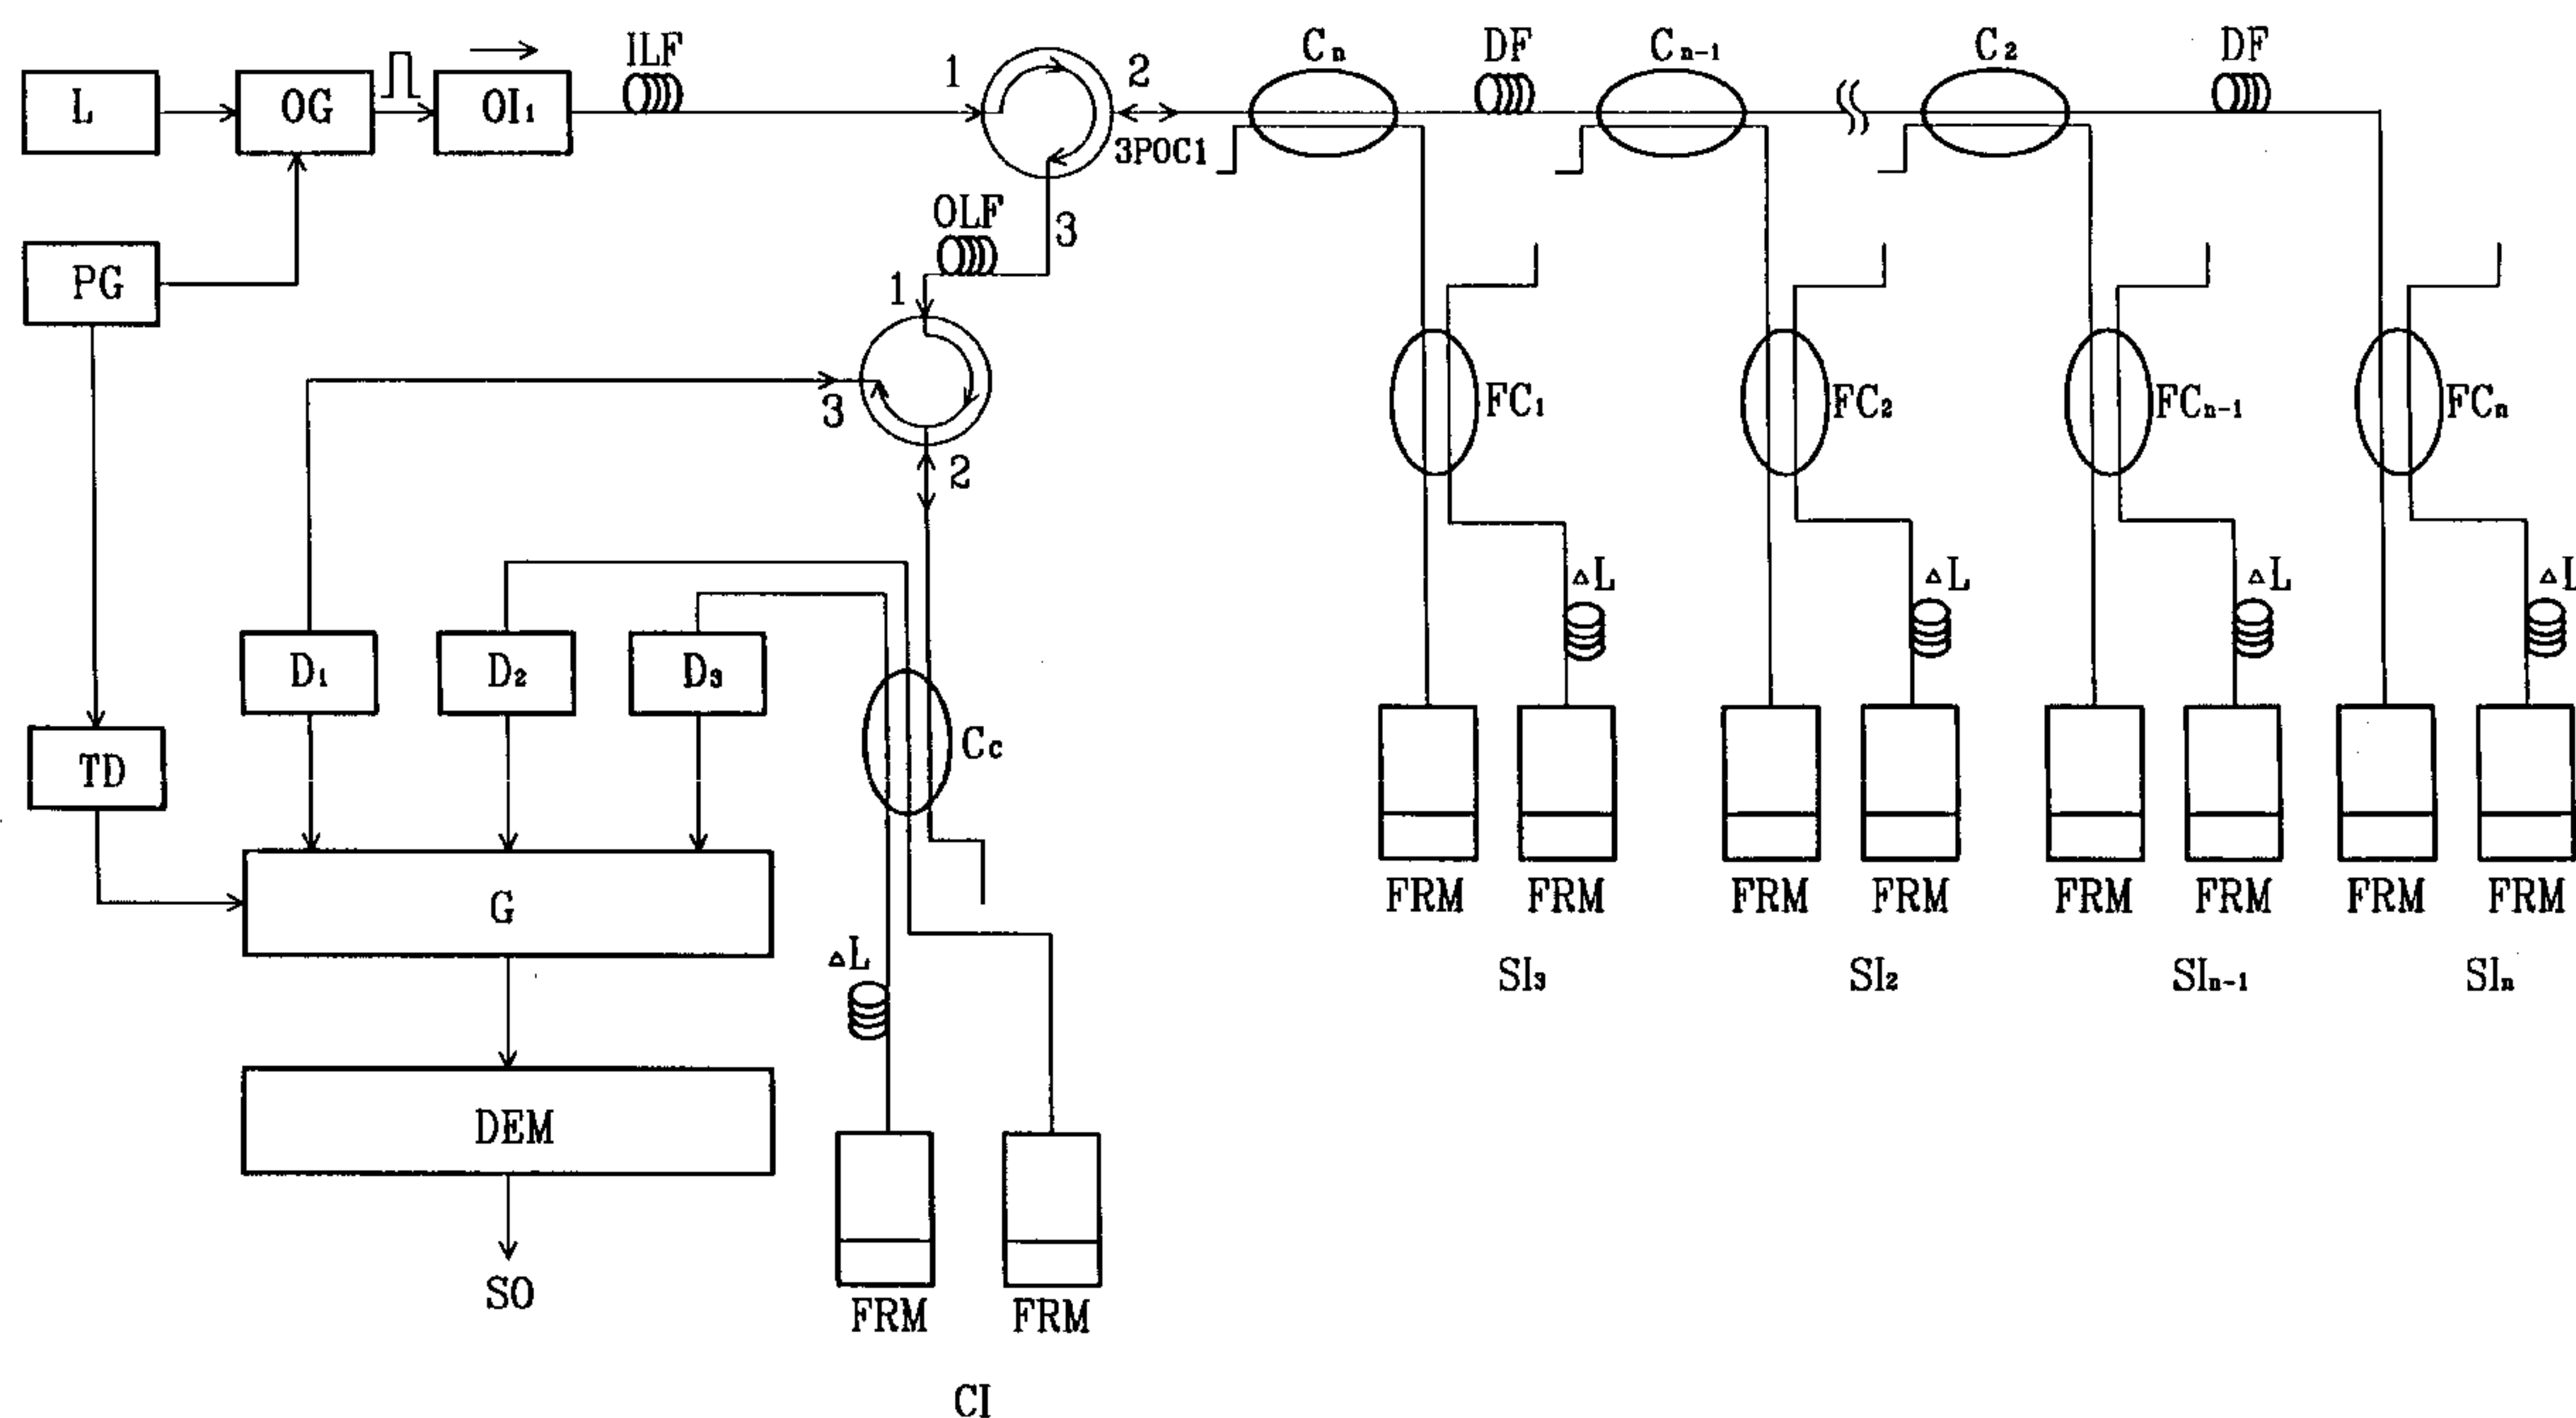 ILF
Cₙ
DF
Cₙ₋₁
C₂
DF
L
OG
OI₁
1
2
3POC1
OLF
3
PG
1
3
2
FC₁
FC₂
FCₙ₋₁
FCₙ
ΔL
ΔL
ΔL
ΔL
D₁
D₂
D₃
Cc
TD
G
FRM
FRM
FRM
FRM
FRM
FRM
FRM
FRM
ΔL
SI₃
SI₂
SIₙ₋₁
SIₙ
DEM
SO
FRM
FRM
CI